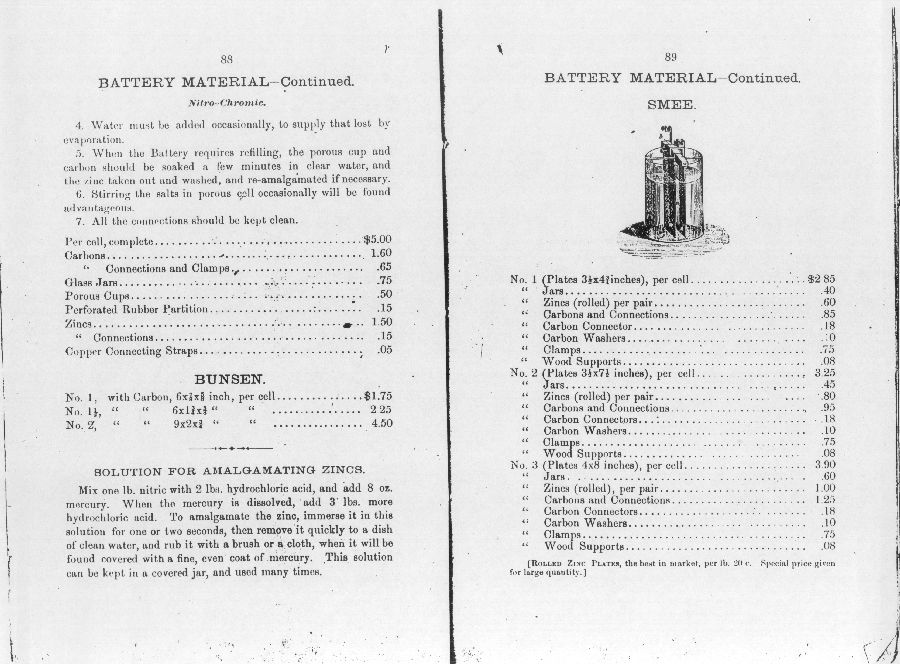 88
BATTERY MATERIAL—Continued.
Nitro-Chromic.
4. Water must be added occasionally, to supply that lost by
evaporation.
5. When the Battery requires refilling, the porous cup and
carbon should be soaked a few minutes in clear water, and
the zinc taken out and washed, and re-amalgamated if necessary.
6. Stirring the salts in porous cell occasionally will be found
advantageous.
7. All the connections should be kept clean.
Per cell, complete........$5.00
Carbons........1.60
“ Connections and Clamps........65
Glass Jars........75
Porous Cups........50
Perforated Rubber Partition........15
Zincs........1.50
“ Connections........15
Copper Connecting Straps........05
BUNSEN.
No. 1, with Carbon, inch, per cell........$1.75
No. 1½, “ “ “ “ ........2 25
No. 2, “ “ “ “ ........4.50
SOLUTION FOR AMALGAMATING ZINCS.
Mix one lb. nitric with 2 lbs. hydrochloric acid, and add 8 oz.
mercury. When the mercury is dissolved, add 3 lbs. more
hydrochloric acid. To amalgamate the zinc, immerse it in this
solution for one or two seconds, then remove it quickly to a dish
of clean water, and rub it with a brush or a cloth, when it will be
found covered with a fine, even coat of mercury. This solution
can be kept in a covered jar, and used many times.
89
BATTERY MATERIAL—Continued.
SMEE.
No. 1 (Plates inches), per cell........$2 85
“ Jars........40
“ Zincs (rolled) per pair........60
“ Carbons and Connections........85
“ Carbon Connector........18
“ Carbon Washers........10
“ Clamps........75
“ Wood Supports........08
No. 2 (Plates 3½x7½ inches), per cell........3.25
“ Jars........45
“ Zincs (rolled) per pair........80
“ Carbons and Connections........95
“ Carbon Connectors........18
“ Carbon Washers........10
“ Clamps........75
“ Wood Supports........08
No. 3 (Plates 4x8 inches), per cell........3.90
“ Jars........60
“ Zincs (rolled), per pair........1.00
“ Carbons and Connections........1 25
“ Carbon Connectors........18
“ Carbon Washers........10
“ Clamps........75
“ Wood Supports........08
[ROLLED ZINC PLATES, the best in market, per lb. 20 c. Special price given
for large quantity.]